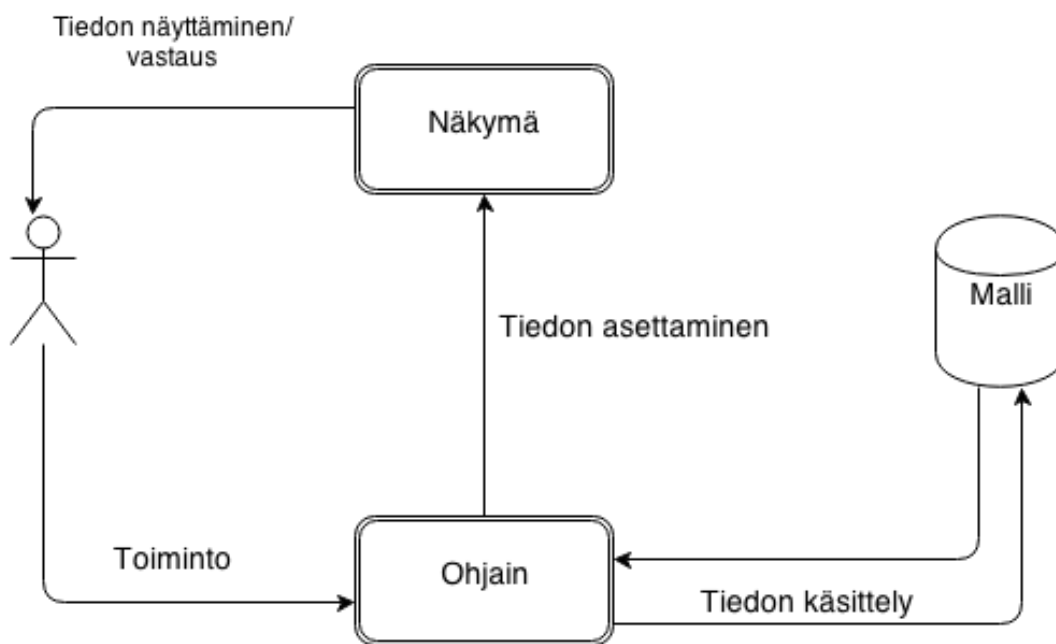 Tiedon näyttäminen/
vastaus
Näkymä
Malli
Tiedon asettaminen
Toiminto
Ohjain
Tiedon käsittely